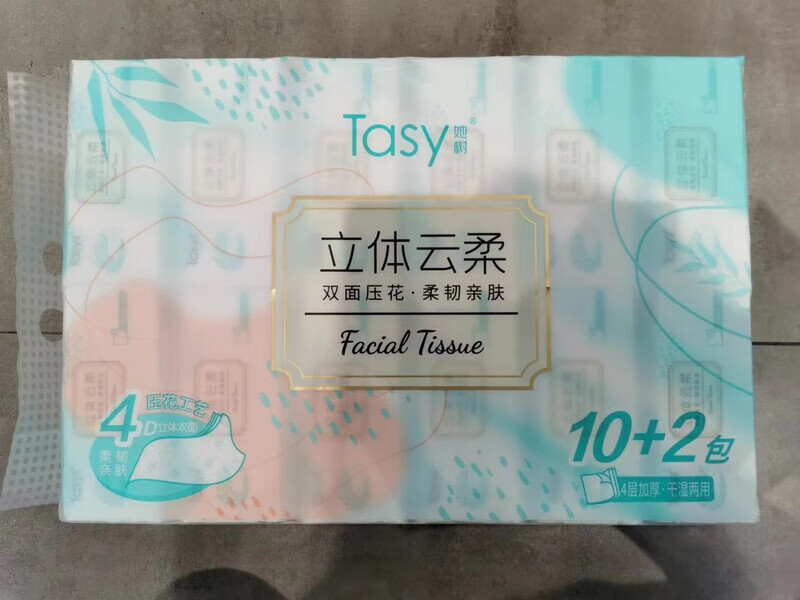 Tasy 她树®
立体云柔
双面压花·柔韧亲肤
Facial Tissue
压花工艺
4D立体双面
柔韧
亲肤
10+2包
4层加厚·干湿两用